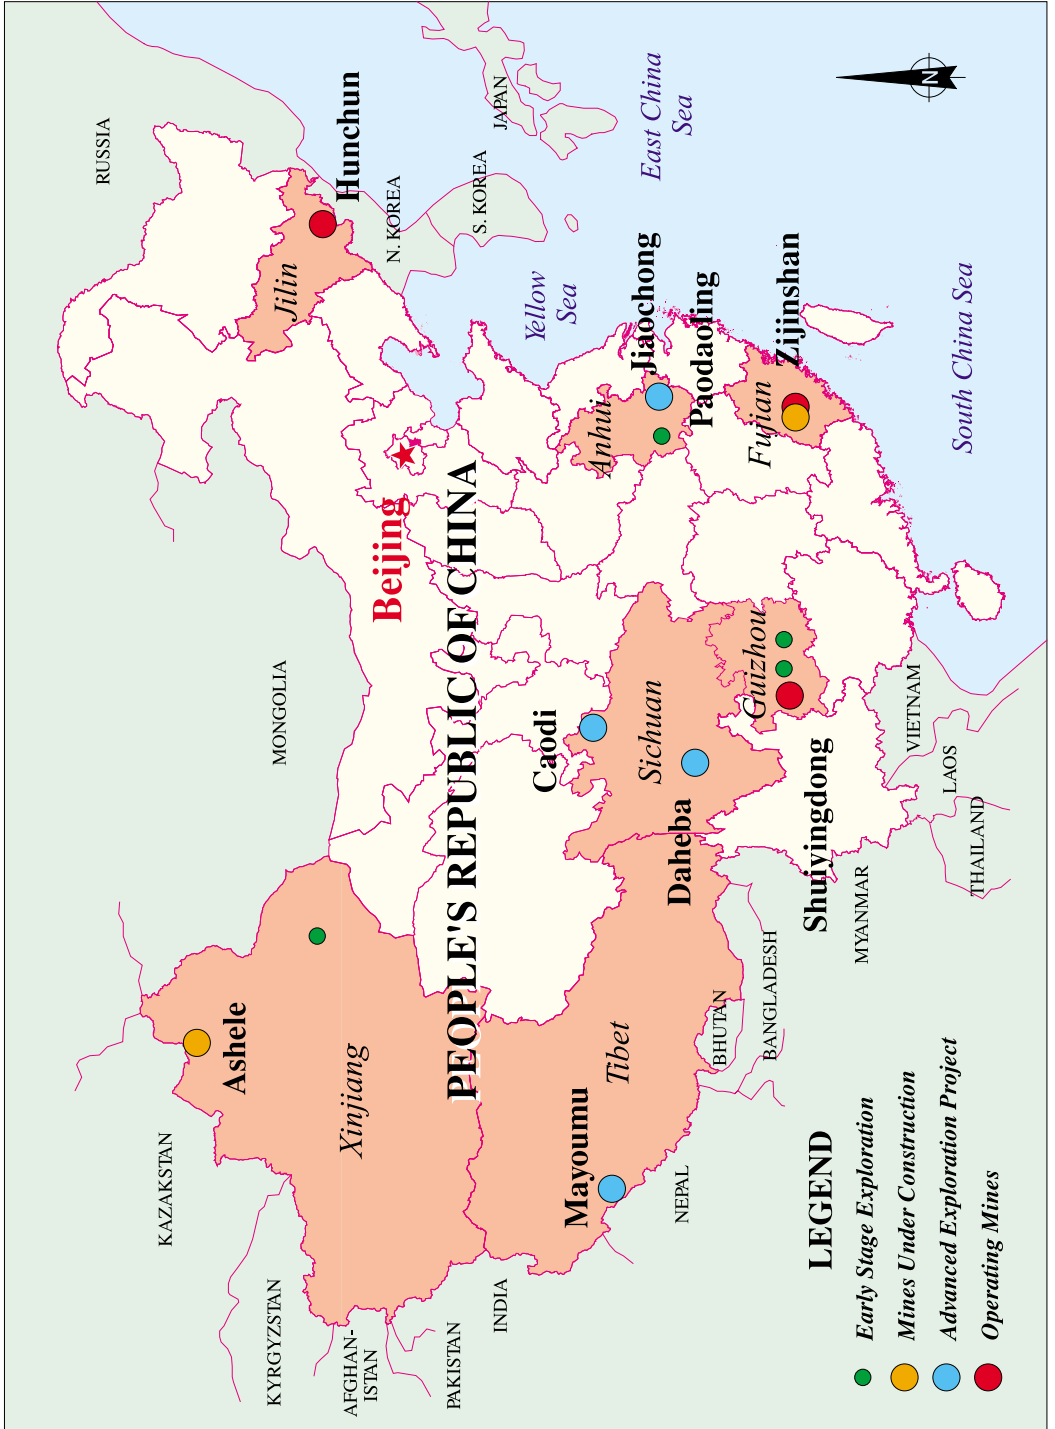 RUSSIA
MONGOLIA
KAZAKSTAN
KYRGYZSTAN
AFGHAN-
ISTAN
PAKISTAN
INDIA
NEPAL
BHUTAN
BANGLADESH
MYANMAR
THAILAND
LAOS
VIETNAM
N. KOREA
S. KOREA
JAPAN
Yellow
Sea
East China
Sea
South China Sea
N
PEOPLE'S REPUBLIC OF CHINA
Beijing
Jilin
Hunchun
Xinjiang
Ashele
Tibet
Mayoumu
Sichuan
Caodi
Daheba
Guizhou
Shuiyingdong
Anhui
Jiaochong
Paodaoling
Fujian
Zijinshan
LEGEND
Early Stage Exploration
Mines Under Construction
Advanced Exploration Project
Operating Mines